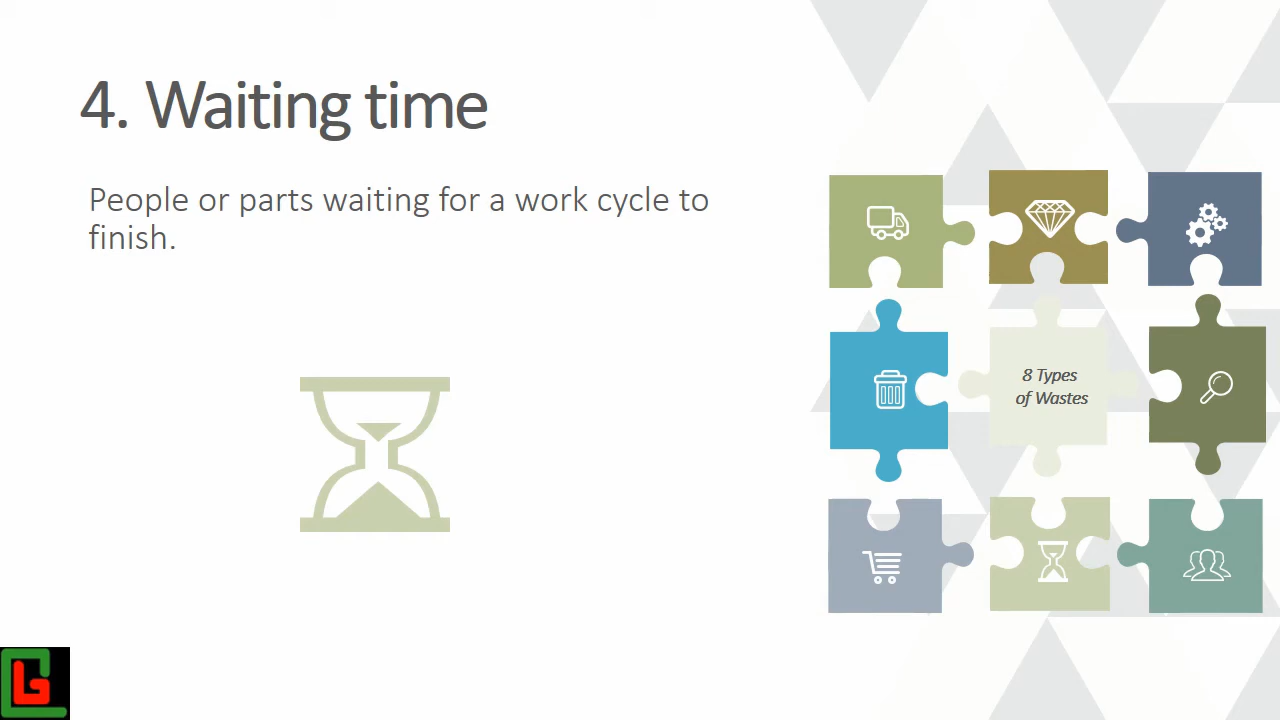 4. Waiting time
People or parts waiting for a work cycle to
finish.
8 Types
of Wastes